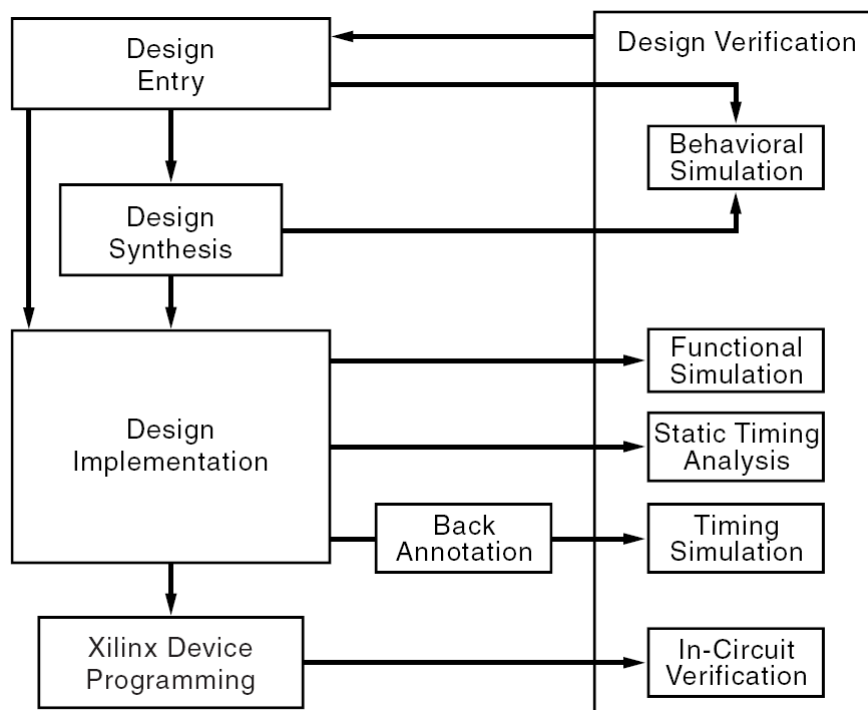 Design
Entry
Design Verification
Behavioral
Simulation
Design
Synthesis
Design
Implementation
Functional
Simulation
Static Timing
Analysis
Back
Annotation
Timing
Simulation
Xilinx Device
Programming
In-Circuit
Verification